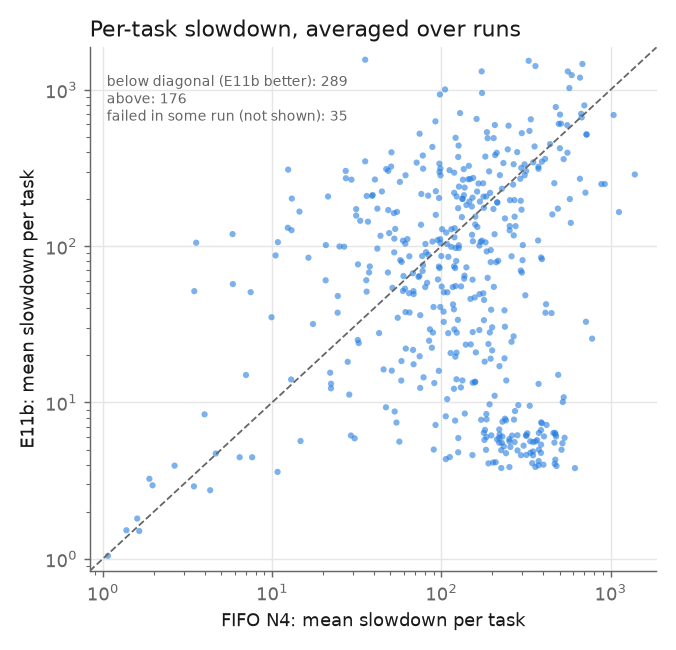 Per-task slowdown, averaged over runs
below diagonal (E11b better): 289
above: 176
failed in some run (not shown): 35
10³
10²
10¹
10⁰
E11b: mean slowdown per task
10⁰ 10¹ 10² 10³
FIFO N4: mean slowdown per task